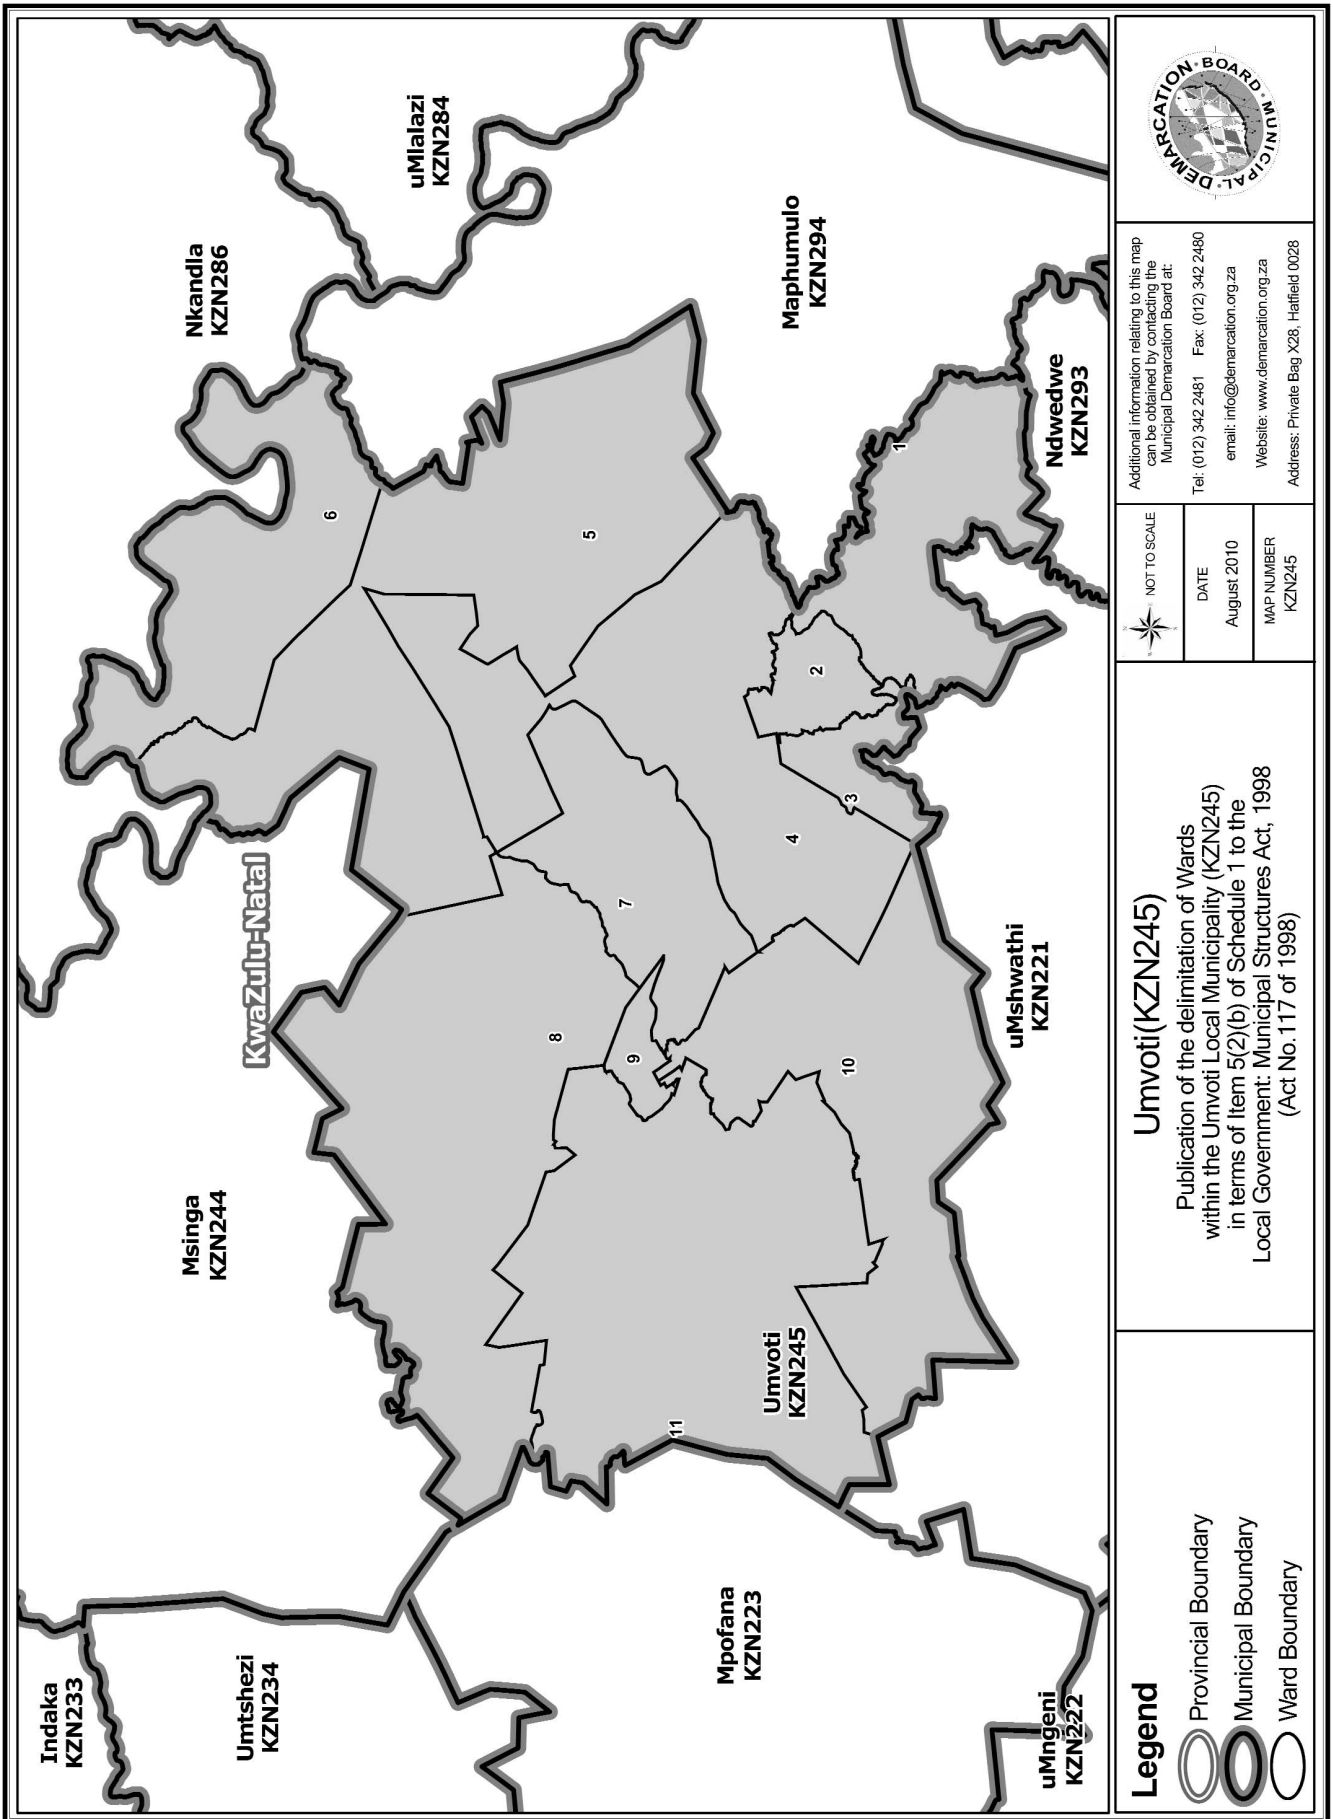 Indaka
KZN233
Umtshezi
KZN234
Msinga
KZN244
KwaZulu-Natal
Nkandla
KZN286
uMlalazi
KZN284
Maphumulo
KZN294
Ndwedwe
KZN293
uMshwathi
KZN221
Umvoti
KZN245
Mpofana
KZN223
uMngeni
KZN222
6
5
1
2
3
4
7
8
9
10
11
Legend
Provincial Boundary
Municipal Boundary
Ward Boundary
Umvoti(KZN245)
Publication of the delimitation of Wards
within the Umvoti Local Municipality (KZN245)
in terms of Item 5(2)(b) of Schedule 1 to the
Local Government: Municipal Structures Act, 1998
(Act No.117 of 1998)
NOT TO SCALE
DATE
August 2010
MAP NUMBER
KZN245
Additional information relating to this map
can be obtained by contacting the
Municipal Demarcation Board at:
Tel: (012) 342 2481 Fax: (012) 342 2480
email: info@demarcation.org.za
Website: www.demarcation.org.za
Address: Private Bag X28, Hatfield 0028
MUNICIPAL • DEMARCATION • BOARD •